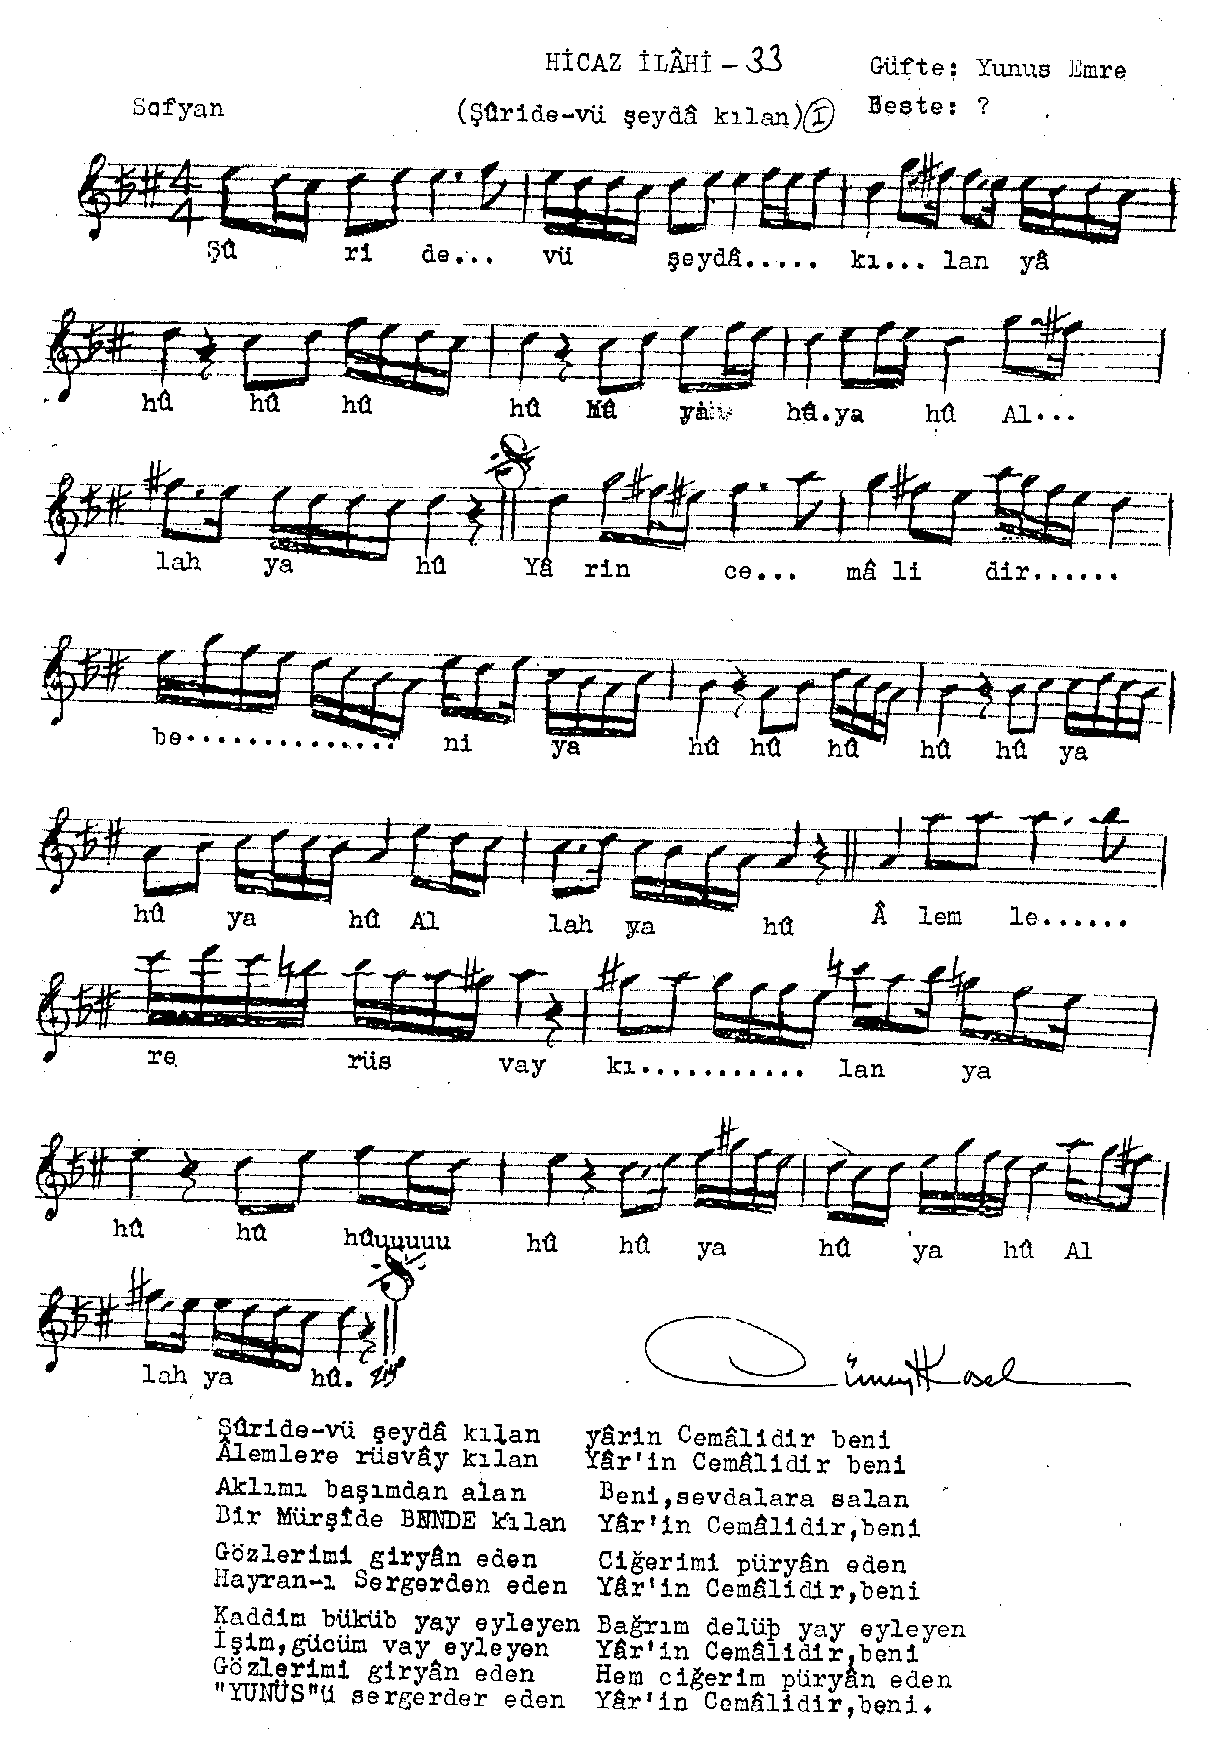 HİCAZ İLÂHİ - 33
Güfte: Yunus Emre
Sofyan
(Şûride-vü şeydâ kılan) I
Beste: ?
4
4
Şû ri de... vü şeydâ..... kı... lan yâ
hû hû hû hû Hû hû.ya hû Al...
lah ya hû Yâ rin ce... mâ li dir......
be.............. ni ya hû hû hû hû hû ya
hû ya hû Al lah ya hû Â lem le......
re rüs vay kı........... lan ya
hû hû hûuuuuu hû hû ya hû ya hû Al
lah ya hû.
Şûride-vü şeydâ kılan yârin Cemâlidir beni
Âlemlere rüsvây kılan Yâr'in Cemâlidir beni
Aklımı başımdan alan Beni,sevdalara salan
Bir Mürşîde BENDE kılan Yâr'in Cemâlidir,beni
Gözlerimi giryân eden Ciğerimi püryân eden
Hayran-ı Sergerden eden Yâr'in Cemâlidir,beni
Kaddim büküb yay eyleyen Bağrım delüp yay eyleyen
İşim,gücüm vay eyleyen Yâr'in Cemâlidir,beni
Gözlerimi giryân eden Hem ciğerim püryân eden
"YUNUS"ü sergerder eden Yâr'in Cemâlidir,beni.